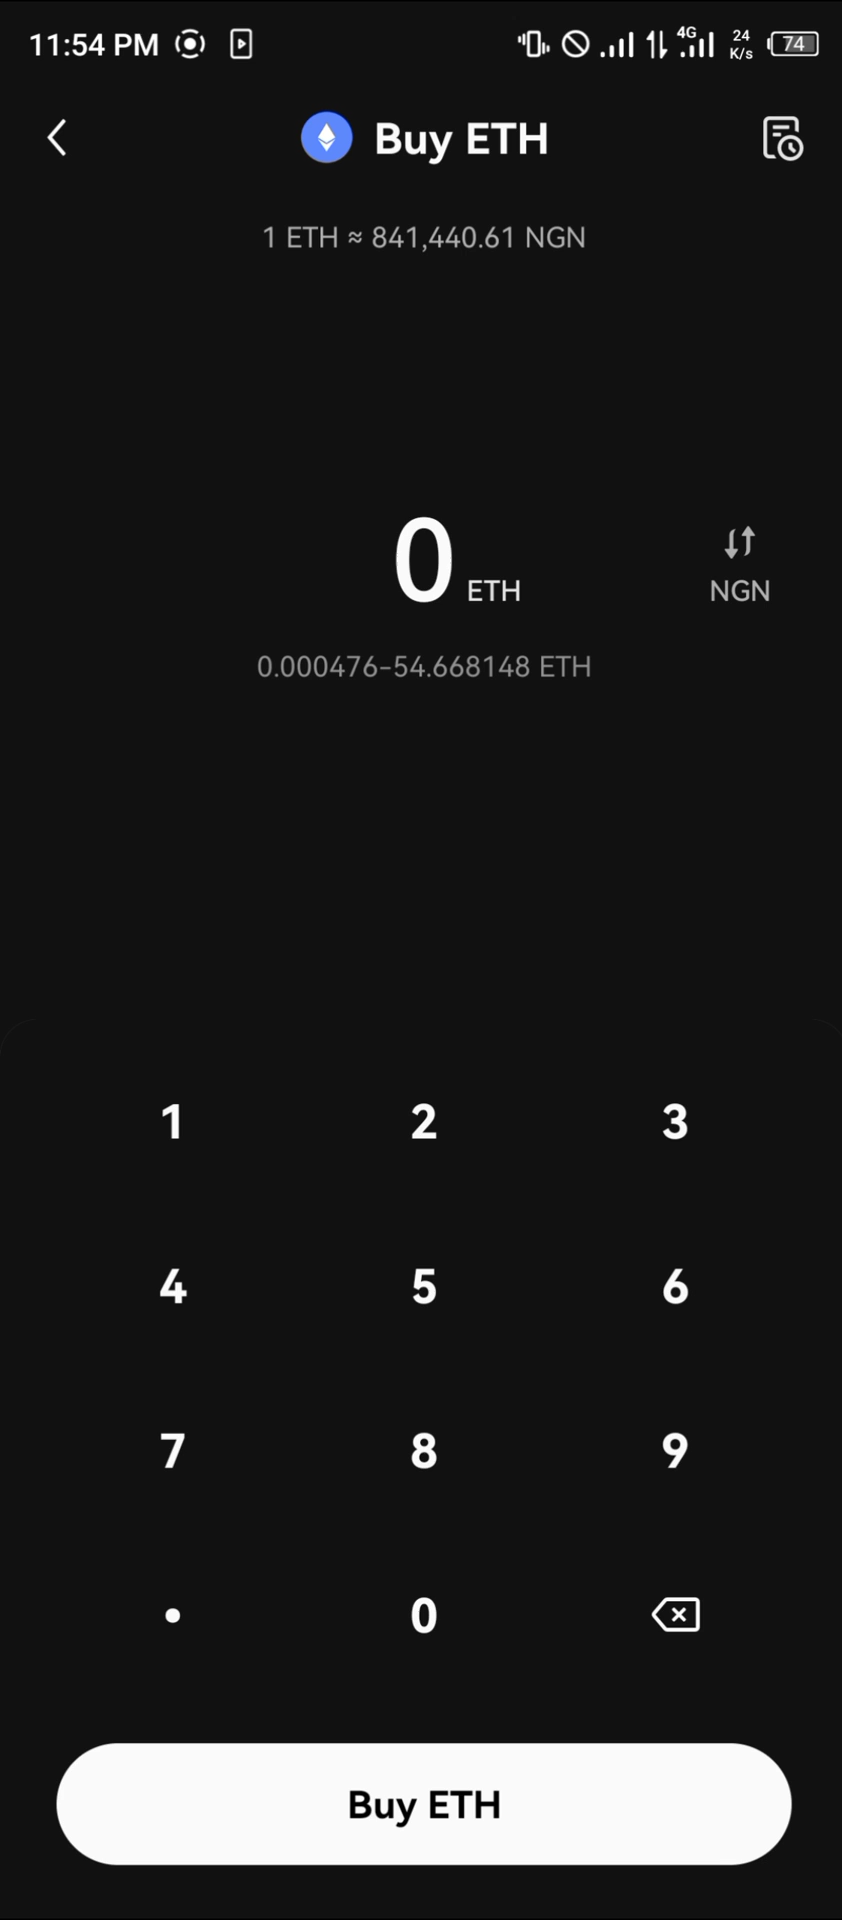 11:54 PM 4G 24 K/s 74
Buy ETH
1 ETH ≈ 841,440.61 NGN
0 ETH NGN
0.000476-54.668148 ETH
1 2 3
4 5 6
7 8 9
. 0
Buy ETH